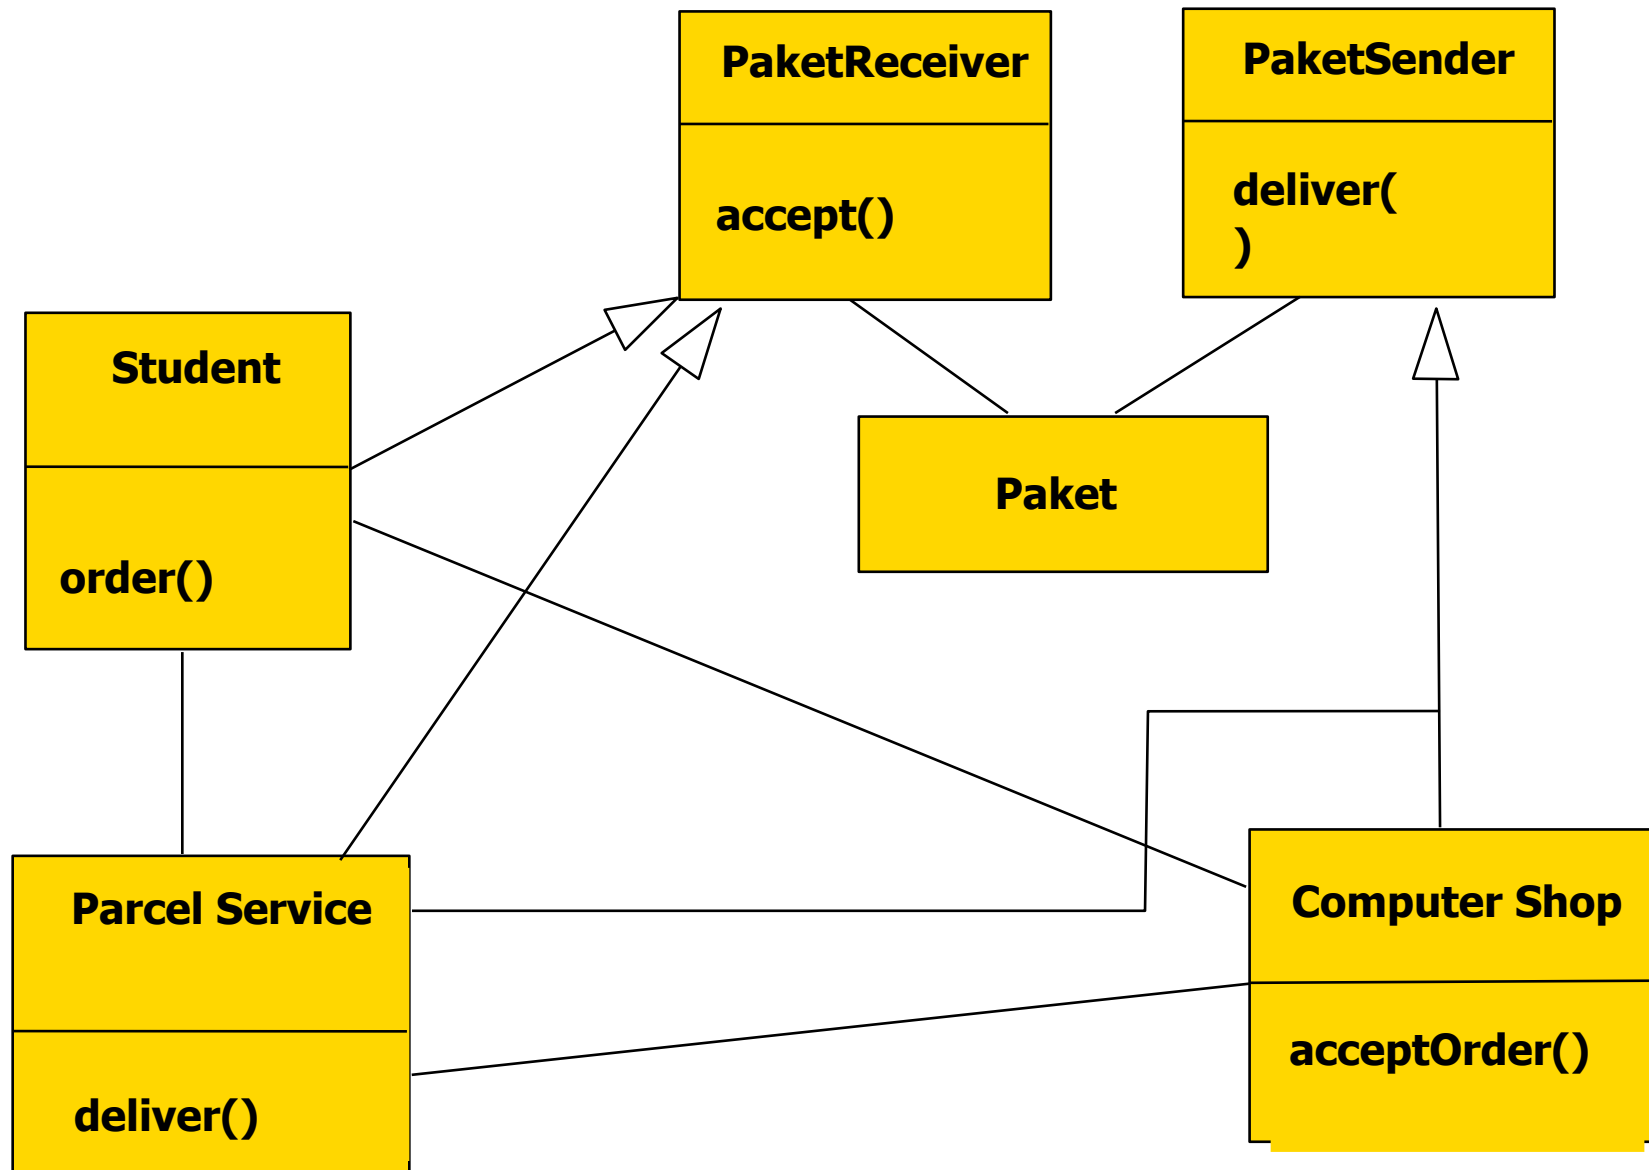 PaketReceiver
accept()
PaketSender
deliver(
)
Student
order()
Paket
Parcel Service
deliver()
Computer Shop
acceptOrder()